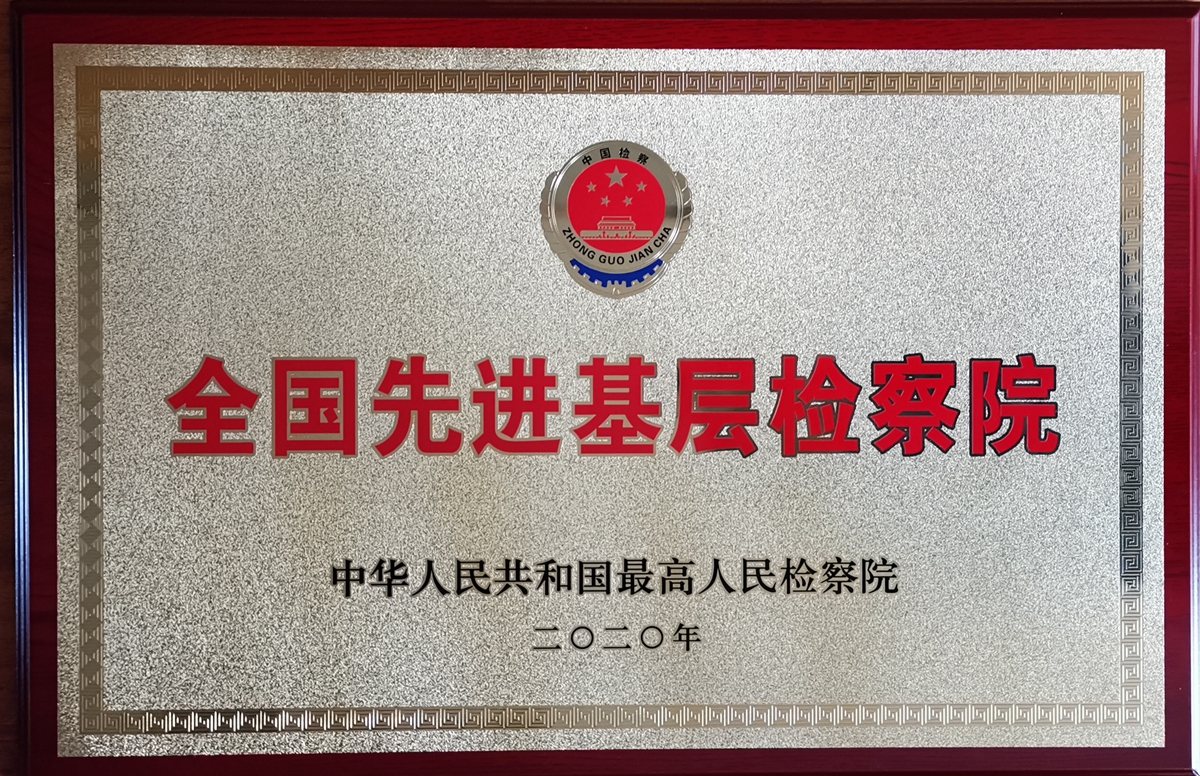 中国检察
ZHONG GUO JIAN CHA
全国先进基层检察院
中华人民共和国最高人民检察院
二〇二〇年